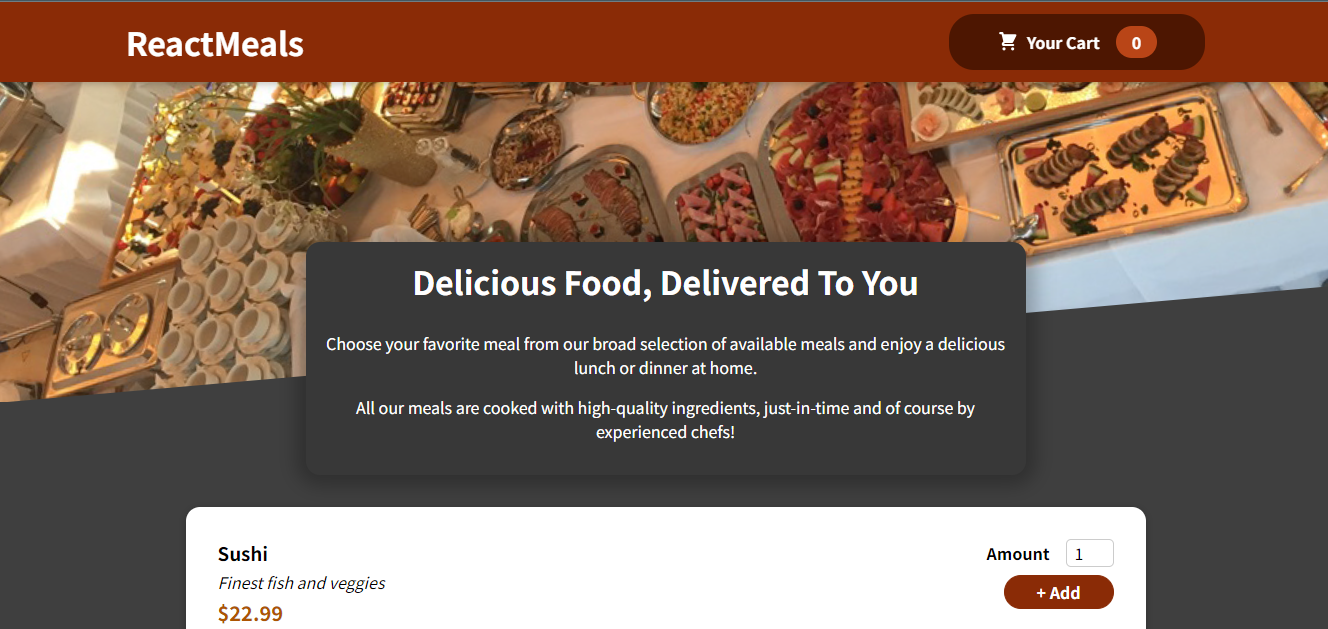 ReactMeals
Your Cart 0
Delicious Food, Delivered To You
Choose your favorite meal from our broad selection of available meals and enjoy a delicious
lunch or dinner at home.
All our meals are cooked with high-quality ingredients, just-in-time and of course by
experienced chefs!
Sushi
Amount 1
Finest fish and veggies
+ Add
$22.99